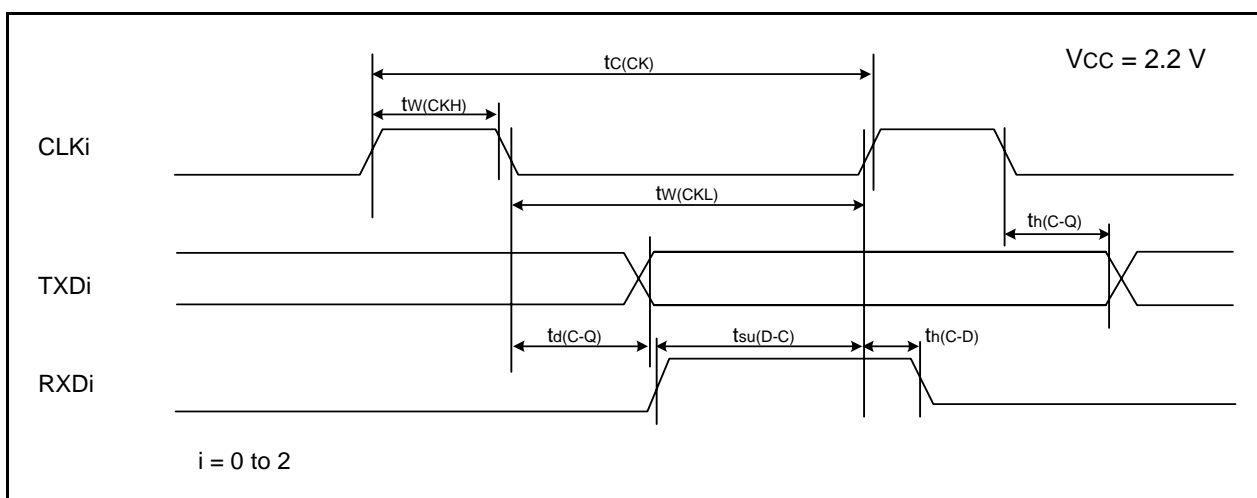 VCC = 2.2 V
tC(CK)
tW(CKH)
CLKi
tW(CKL)
th(C-Q)
TXDi
td(C-Q)
tsu(D-C)
th(C-D)
RXDi
i = 0 to 2